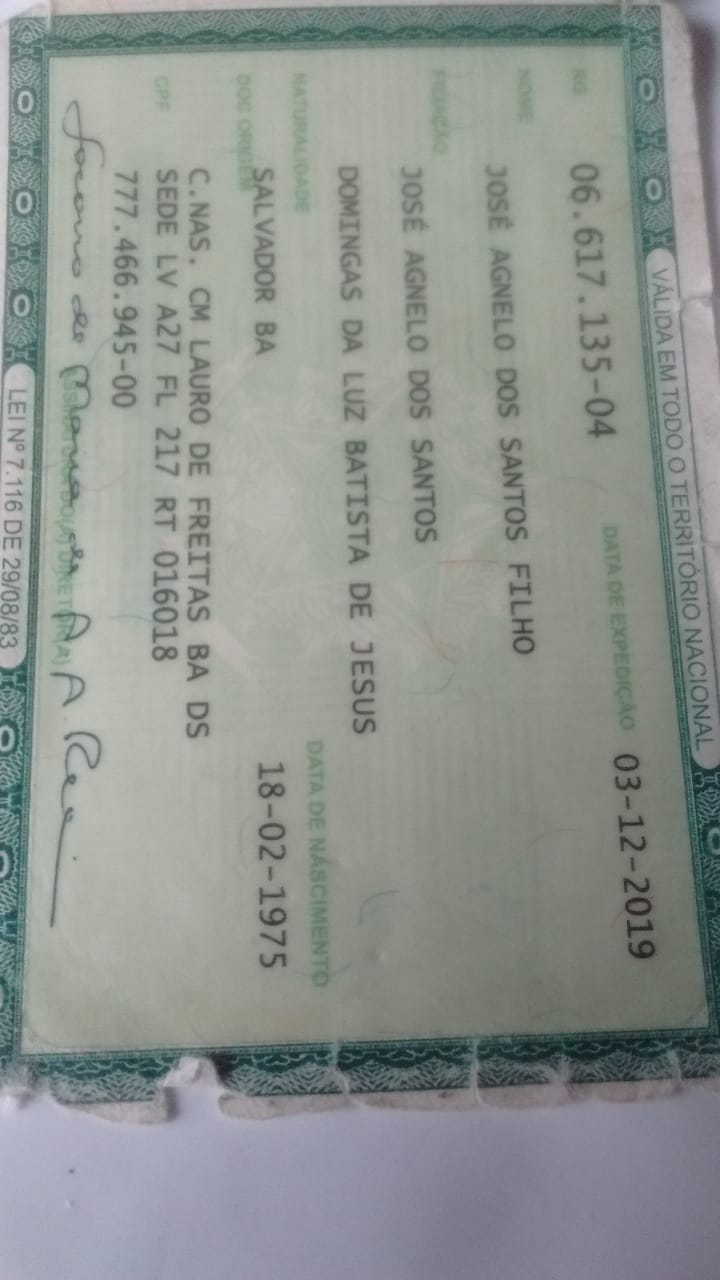 VÁLIDA EM TODO O TERRITÓRIO NACIONAL
RG 06.617.135-04 DATA DE EXPEDIÇÃO 03-12-2019
NOME JOSÉ AGNELO DOS SANTOS FILHO
FILIAÇÃO JOSÉ AGNELO DOS SANTOS
DOMINGAS DA LUZ BATISTA DE JESUS
NATURALIDADE DATA DE NASCIMENTO
SALVADOR BA 18-02-1975
DOC ORIGEM C.NAS. CM LAURO DE FREITAS BA DS
SEDE LV A27 FL 217 RT 016018
CPF 777.466.945-00
ASSINATURA DO(A) DIRETOR(A)
LEI Nº 7.116 DE 29/08/83